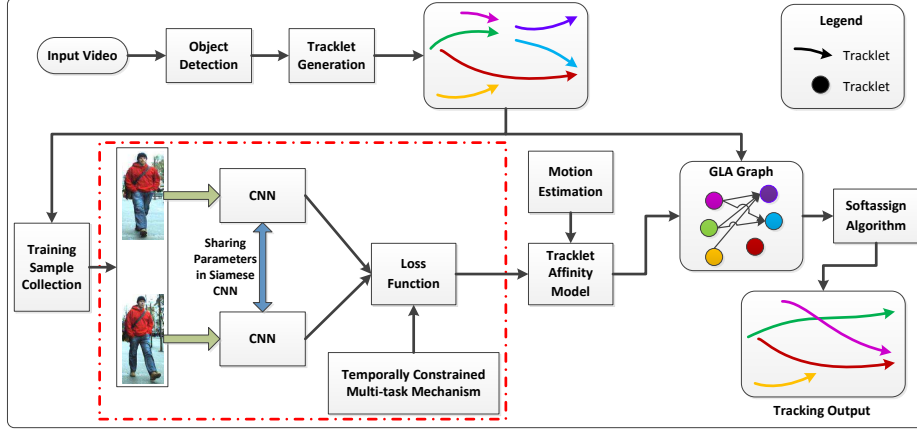 Input Video
Object
Detection
Tracklet
Generation
Legend
Tracklet
Tracklet
Training
Sample
Collection
CNN
Sharing
Parameters
in Siamese
CNN
CNN
Loss
Function
Temporally Constrained
Multi-task Mechanism
Motion
Estimation
Tracklet
Affinity
Model
GLA Graph
Softassign
Algorithm
Tracking Output